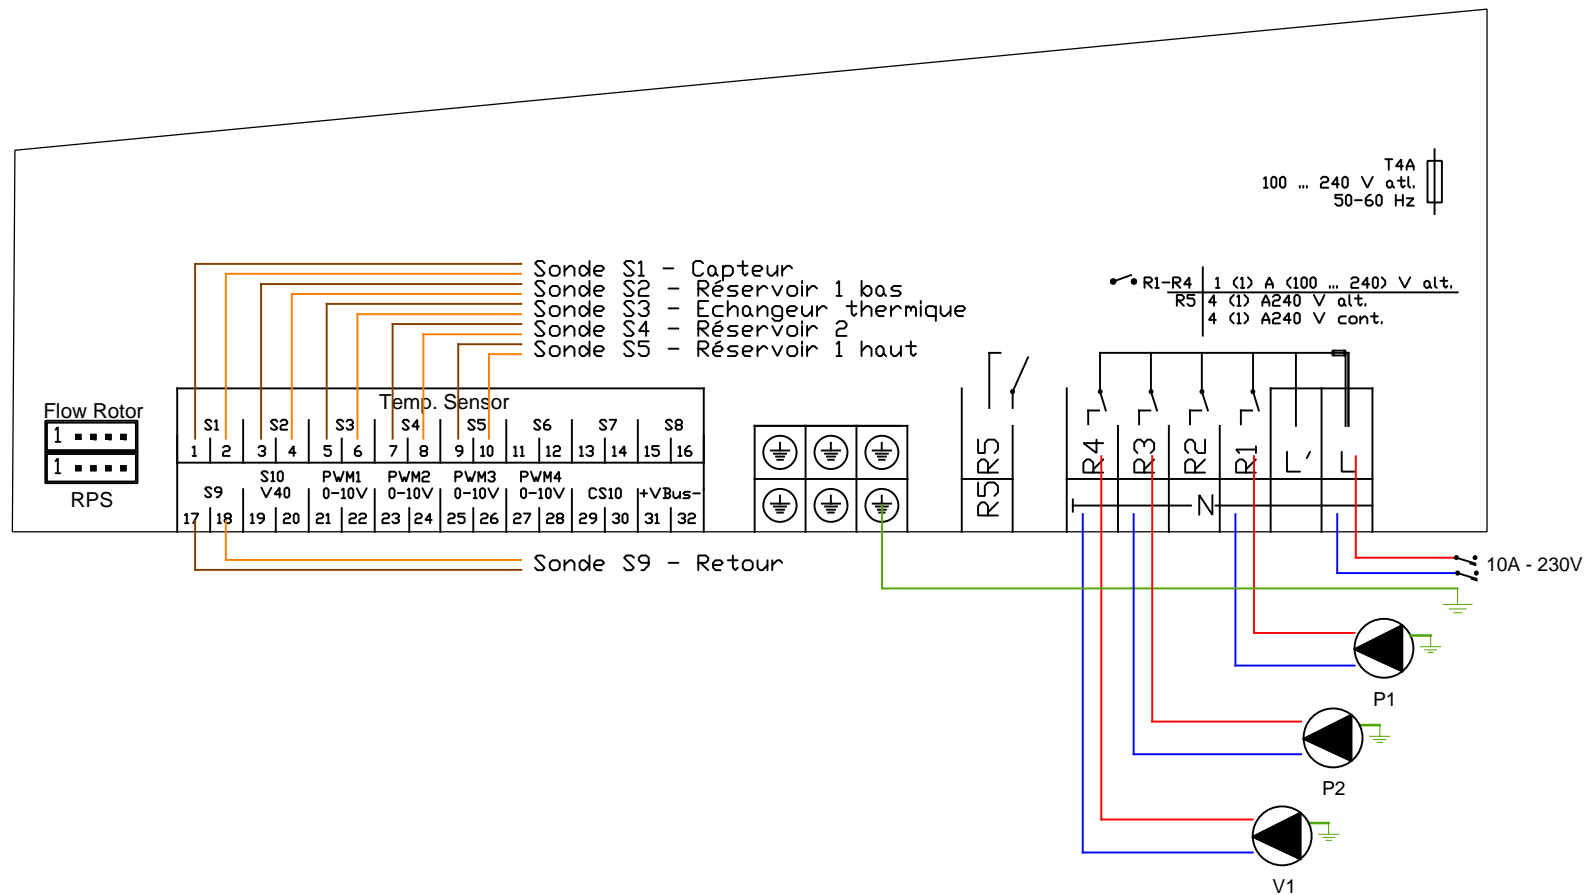 T4A
100 ... 240 V atl.
50-60 Hz
Sonde S1 - Capteur
Sonde S2 - Réservoir 1 bas
Sonde S3 - Echangeur thermique
Sonde S4 - Réservoir 2
Sonde S5 - Réservoir 1 haut
R1-R4 1 (1) A (100 ... 240) V alt.
R5 4 (1) A240 V alt.
4 (1) A240 V cont.
Flow Rotor
1
1
RPS
Temp. Sensor
S1 S2 S3 S4 S5 S6 S7 S8
1 2 3 4 5 6 7 8 9 10 11 12 13 14 15 16
S10 PWM1 PWM2 PWM3 PWM4
S9 V40 0-10V 0-10V 0-10V 0-10V CS10 +VBus-
17 18 19 20 21 22 23 24 25 26 27 28 29 30 31 32
R5 R5
R4 R3 R2 R1 L' L
N
Sonde S9 - Retour
10A - 230V
P1
P2
V1